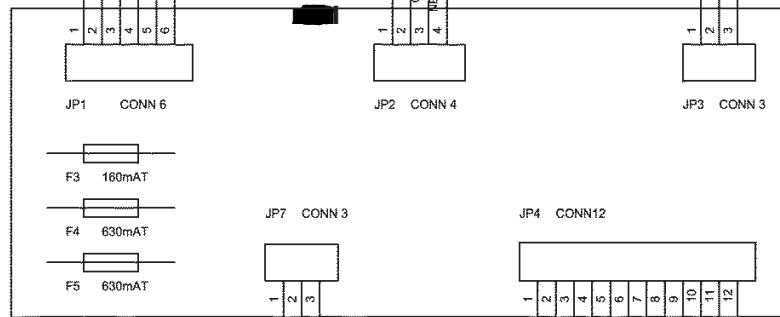 1 2 3 4 5 6
1 2 3 4
1 2 3
JP1 CONN 6
JP2 CONN 4
JP3 CONN 3
F3 160mAT
F4 630mAT
F5 630mAT
JP7 CONN 3
JP4 CONN12
1 2 3
1 2 3 4 5 6 7 8 9 10 11 12